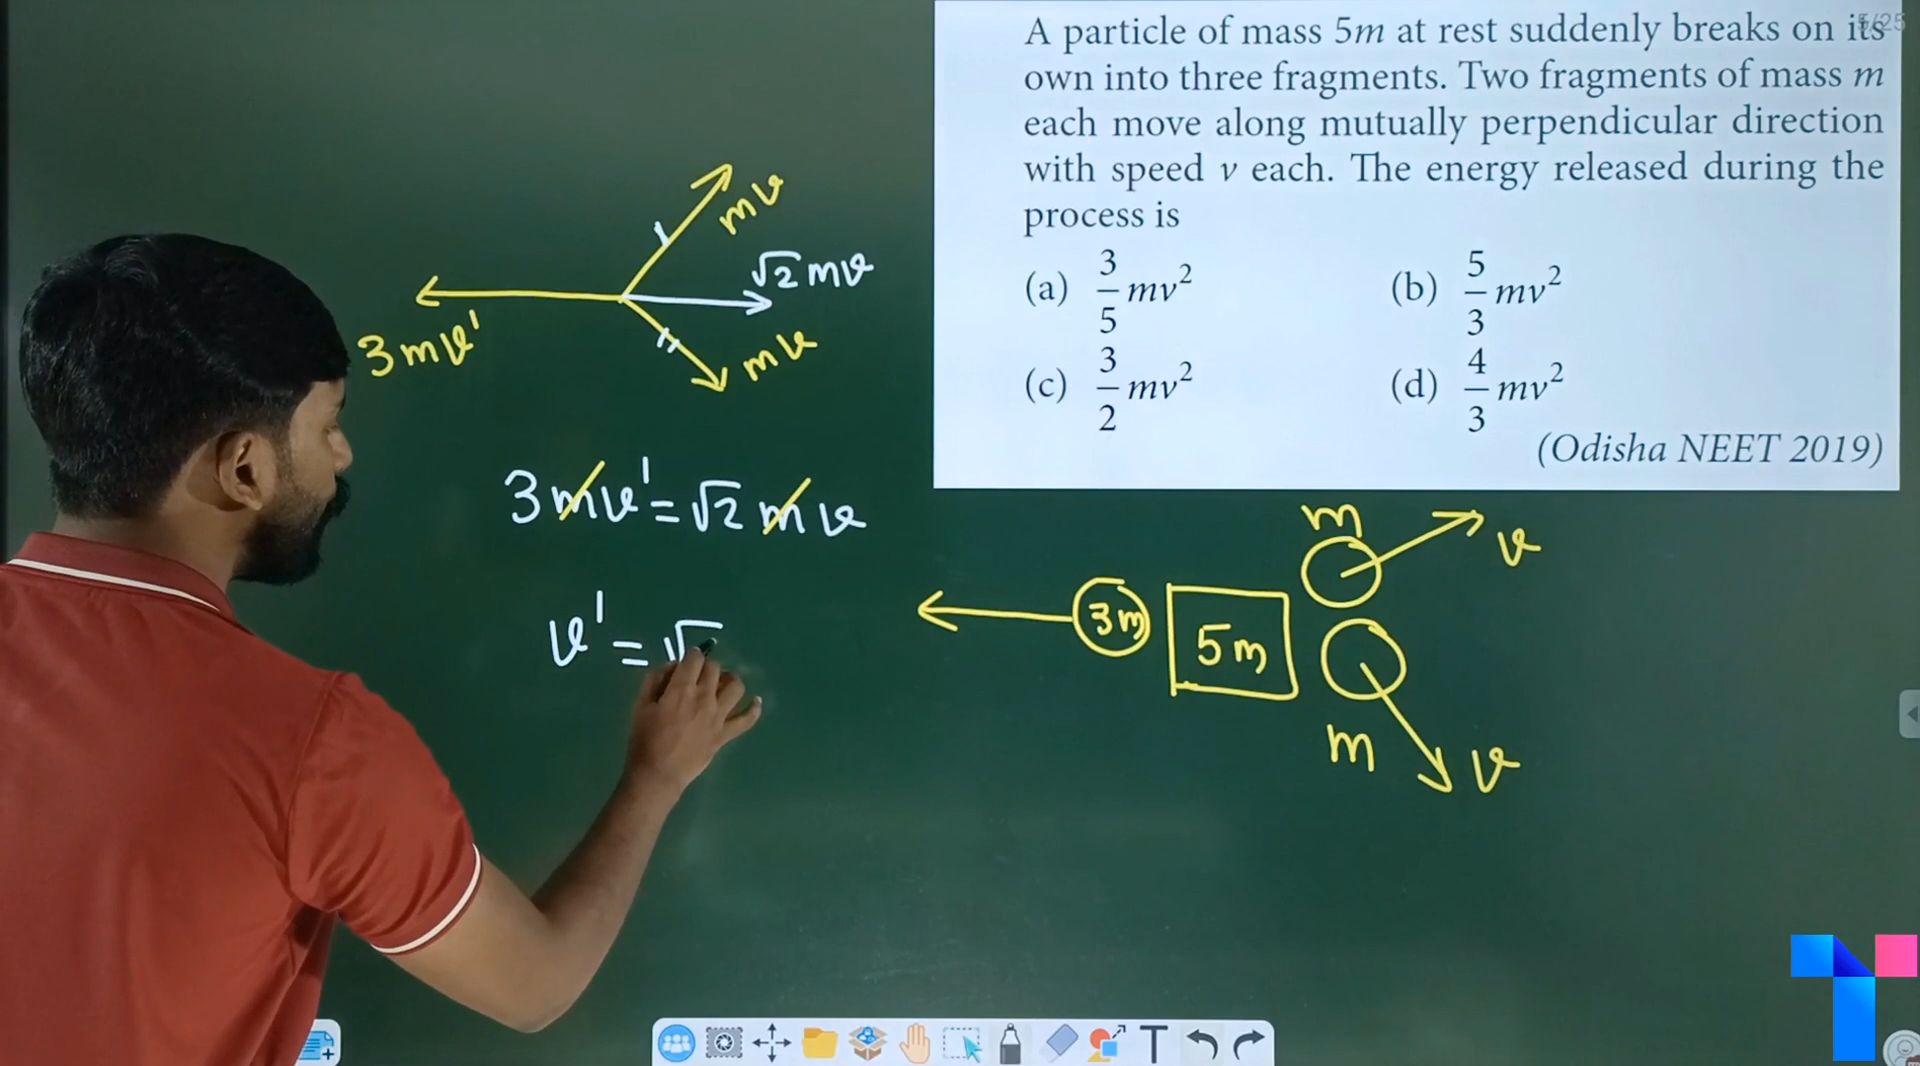 A particle of mass 5m at rest suddenly breaks on its
own into three fragments. Two fragments of mass m
each move along mutually perpendicular direction
with speed v each. The energy released during the
process is
(a) 3/5 mv²
(b) 5/3 mv²
(c) 3/2 mv²
(d) 4/3 mv²
(Odisha NEET 2019)
mv
√2 mv
3mv'
mv
3mv' = √2 mv
v' = √
m
v
3m
5m
m
v
T